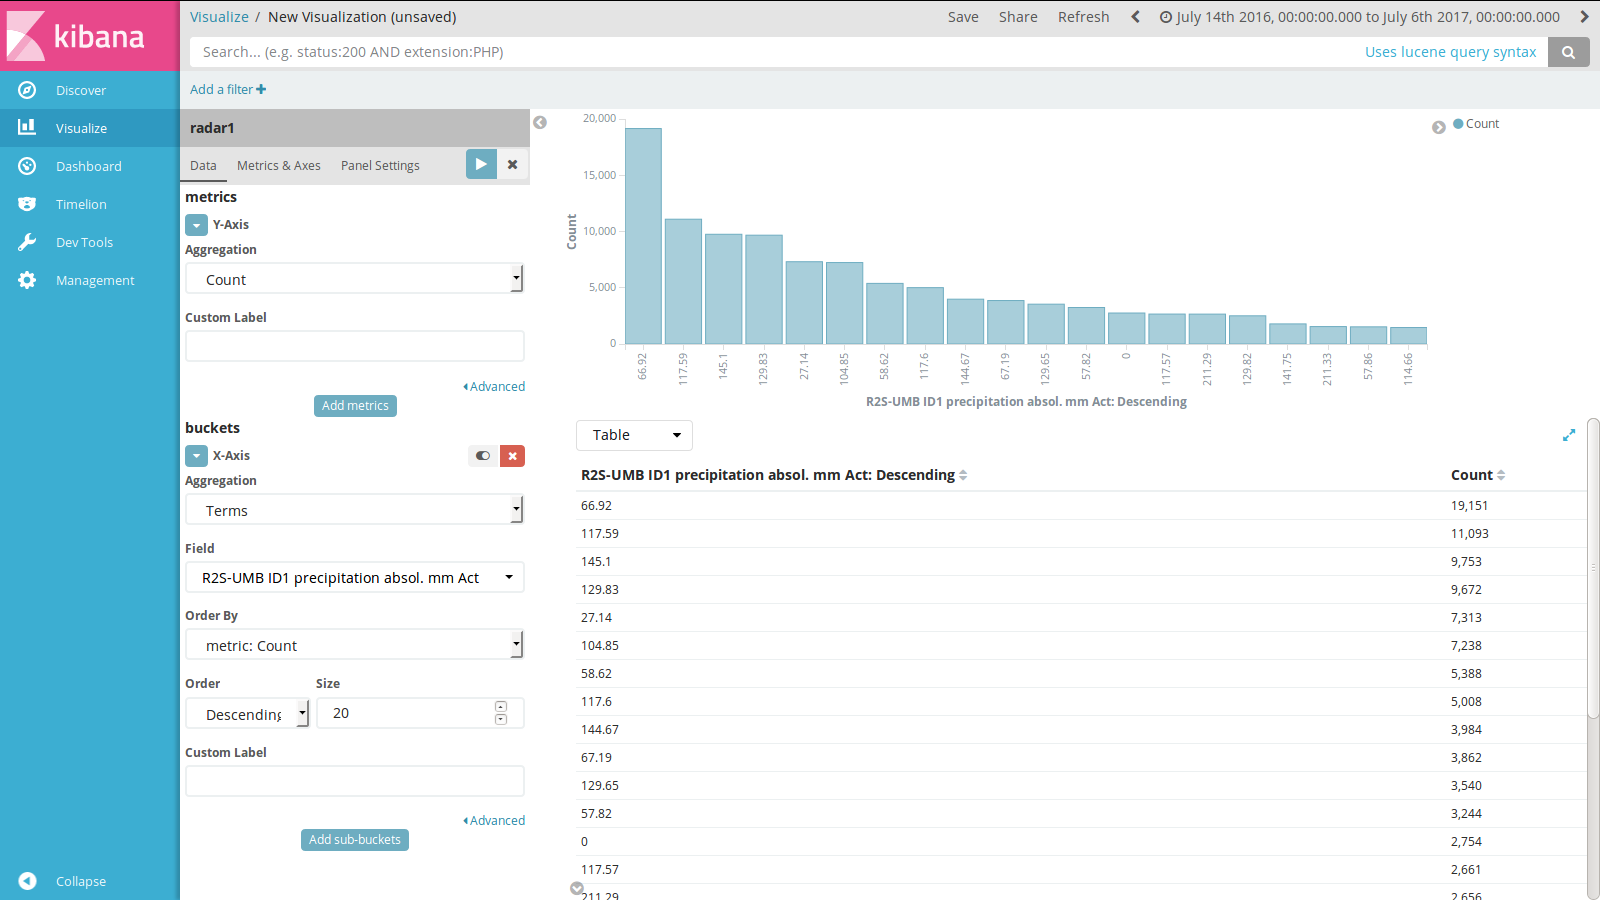 kibana
Discover
Visualize
Dashboard
Timelion
Dev Tools
Management
Collapse
Visualize / New Visualization (unsaved)
Save Share Refresh July 14th 2016, 00:00:00.000 to July 6th 2017, 00:00:00.000
Search... (e.g. status:200 AND extension:PHP) Uses lucene query syntax
Add a filter
radar1
Data Metrics & Axes Panel Settings
metrics
Y-Axis
Aggregation
Count
Custom Label
Advanced
Add metrics
buckets
X-Axis
Aggregation
Terms
Field
R2S-UMB ID1 precipitation absol. mm Act
Order By
metric: Count
Order Size
Descending 20
Custom Label
Advanced
Add sub-buckets
Count
20,000
15,000
10,000
5,000
0
Count
66.92 117.59 145.1 129.83 27.14 104.85 58.62 117.6 144.67 67.19 129.65 57.82 0 117.57 211.29 129.82 141.75 211.33 57.86 114.66
R2S-UMB ID1 precipitation absol. mm Act: Descending
Table
R2S-UMB ID1 precipitation absol. mm Act: Descending Count
66.92 19,151
117.59 11,093
145.1 9,753
129.83 9,672
27.14 7,313
104.85 7,238
58.62 5,388
117.6 5,008
144.67 3,984
67.19 3,862
129.65 3,540
57.82 3,244
0 2,754
117.57 2,661
211.29 2,656